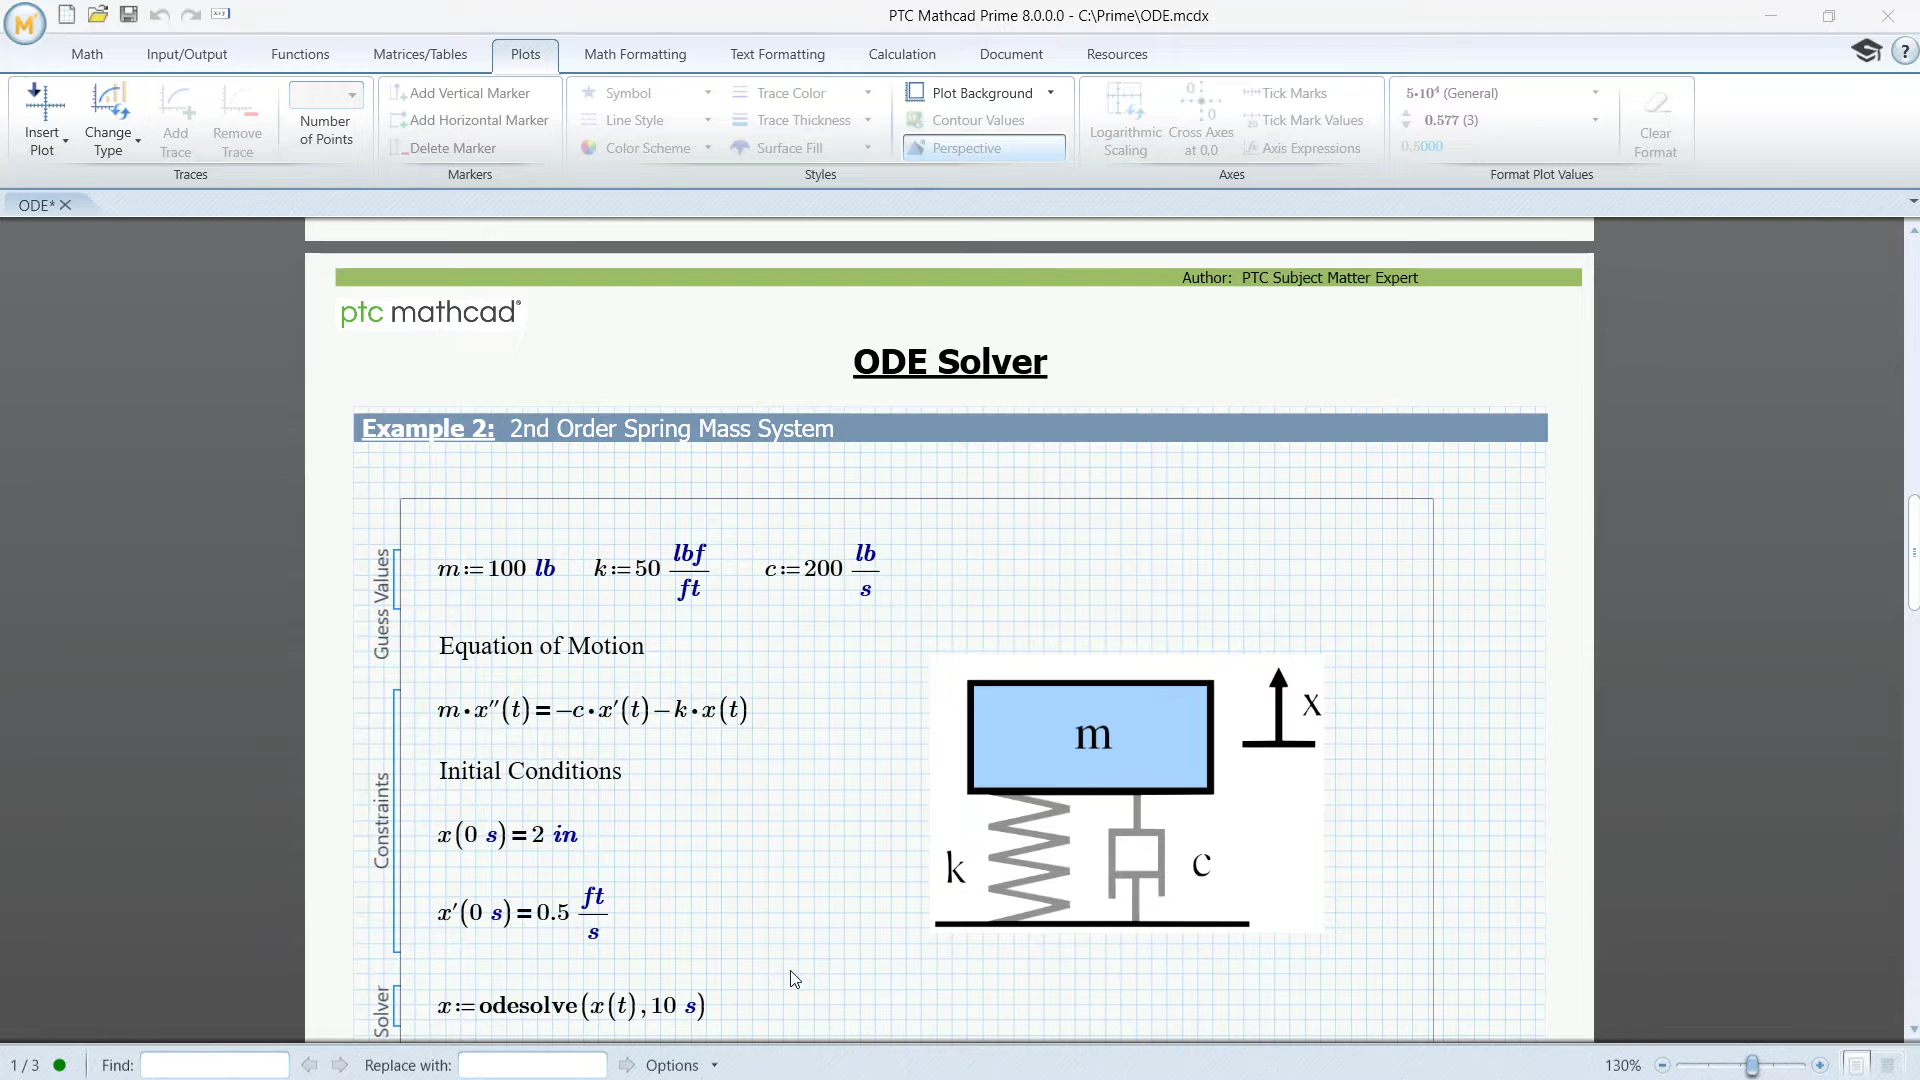 PTC Mathcad Prime 8.0.0.0 - C:\Prime\ODE.mcdx
Math Input/Output Functions Matrices/Tables Plots Math Formatting Text Formatting Calculation Document Resources
Insert Plot
Change Type
Add Trace
Remove Trace
Number of Points
Traces
Add Vertical Marker
Add Horizontal Marker
Delete Marker
Markers
Symbol
Line Style
Color Scheme
Trace Color
Trace Thickness
Surface Fill
Plot Background
Contour Values
Perspective
Styles
Logarithmic Scaling
Cross Axes at 0,0
Tick Marks
Tick Mark Values
Axis Expressions
Axes
5•10⁴ (General)
0.577 (3)
0.5000
Clear Format
Format Plot Values
ODE*
Author: PTC Subject Matter Expert
ptc mathcad®
ODE Solver
Example 2: 2nd Order Spring Mass System
Guess Values
m:=100 lb k:=50 lbf/ft c:=200 lb/s
Equation of Motion
Constraints
m•x″(t)=−c•x′(t)−k•x(t)
Initial Conditions
x(0 s)=2 in
x′(0 s)=0.5 ft/s
Solver
x:=odesolve(x(t),10 s)
m
x
k
c
1 / 3 Find: Replace with: Options 130%